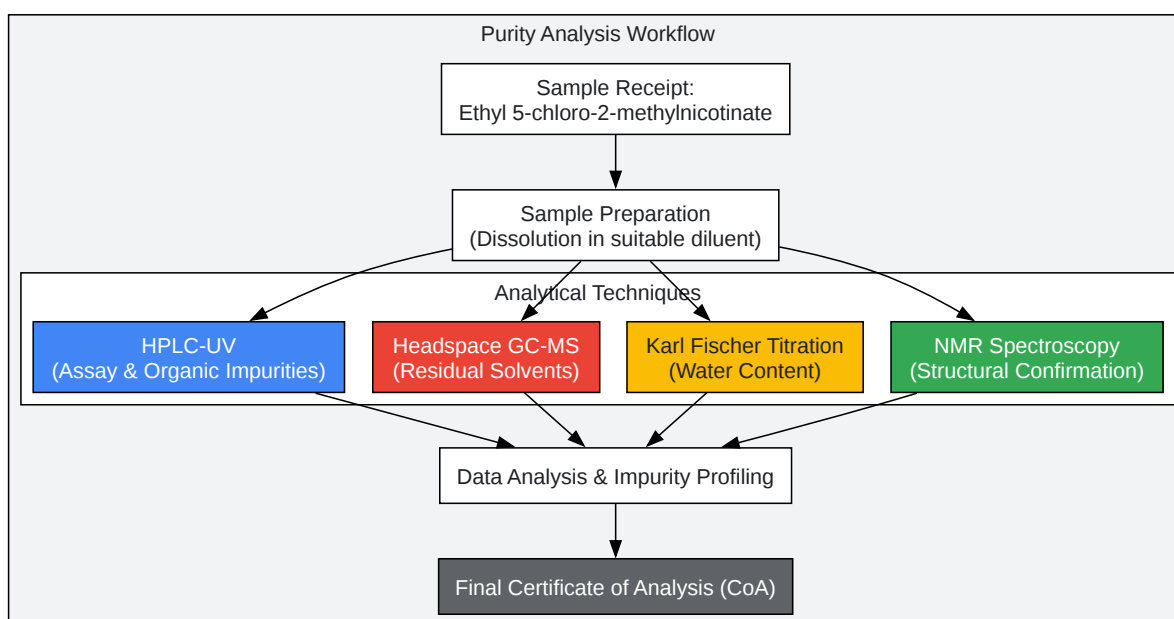 Purity Analysis Workflow
Sample Receipt:
Ethyl 5-chloro-2-methylnicotinate
Sample Preparation
(Dissolution in suitable diluent)
Analytical Techniques
HPLC-UV
(Assay & Organic Impurities)
Headspace GC-MS
(Residual Solvents)
Karl Fischer Titration
(Water Content)
NMR Spectroscopy
(Structural Confirmation)
Data Analysis & Impurity Profiling
Final Certificate of Analysis (CoA)